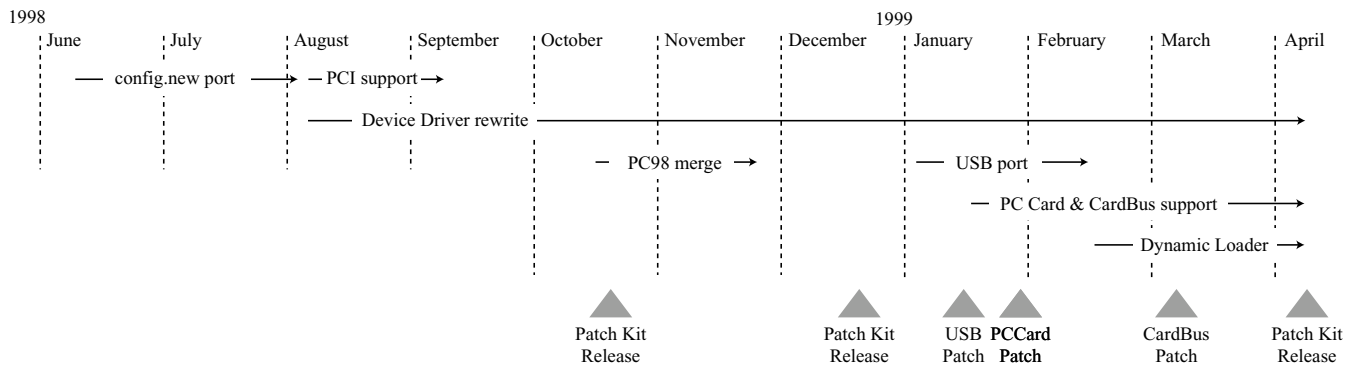 1998
1999
June July August September October November December January February March April
config.new port PCI support
Device Driver rewrite
PC98 merge USB port
PC Card & CardBus support
Dynamic Loader
Patch Kit
Release
Patch Kit
Release
USB
Patch
PCCard
Patch
CardBus
Patch
Patch Kit
Release